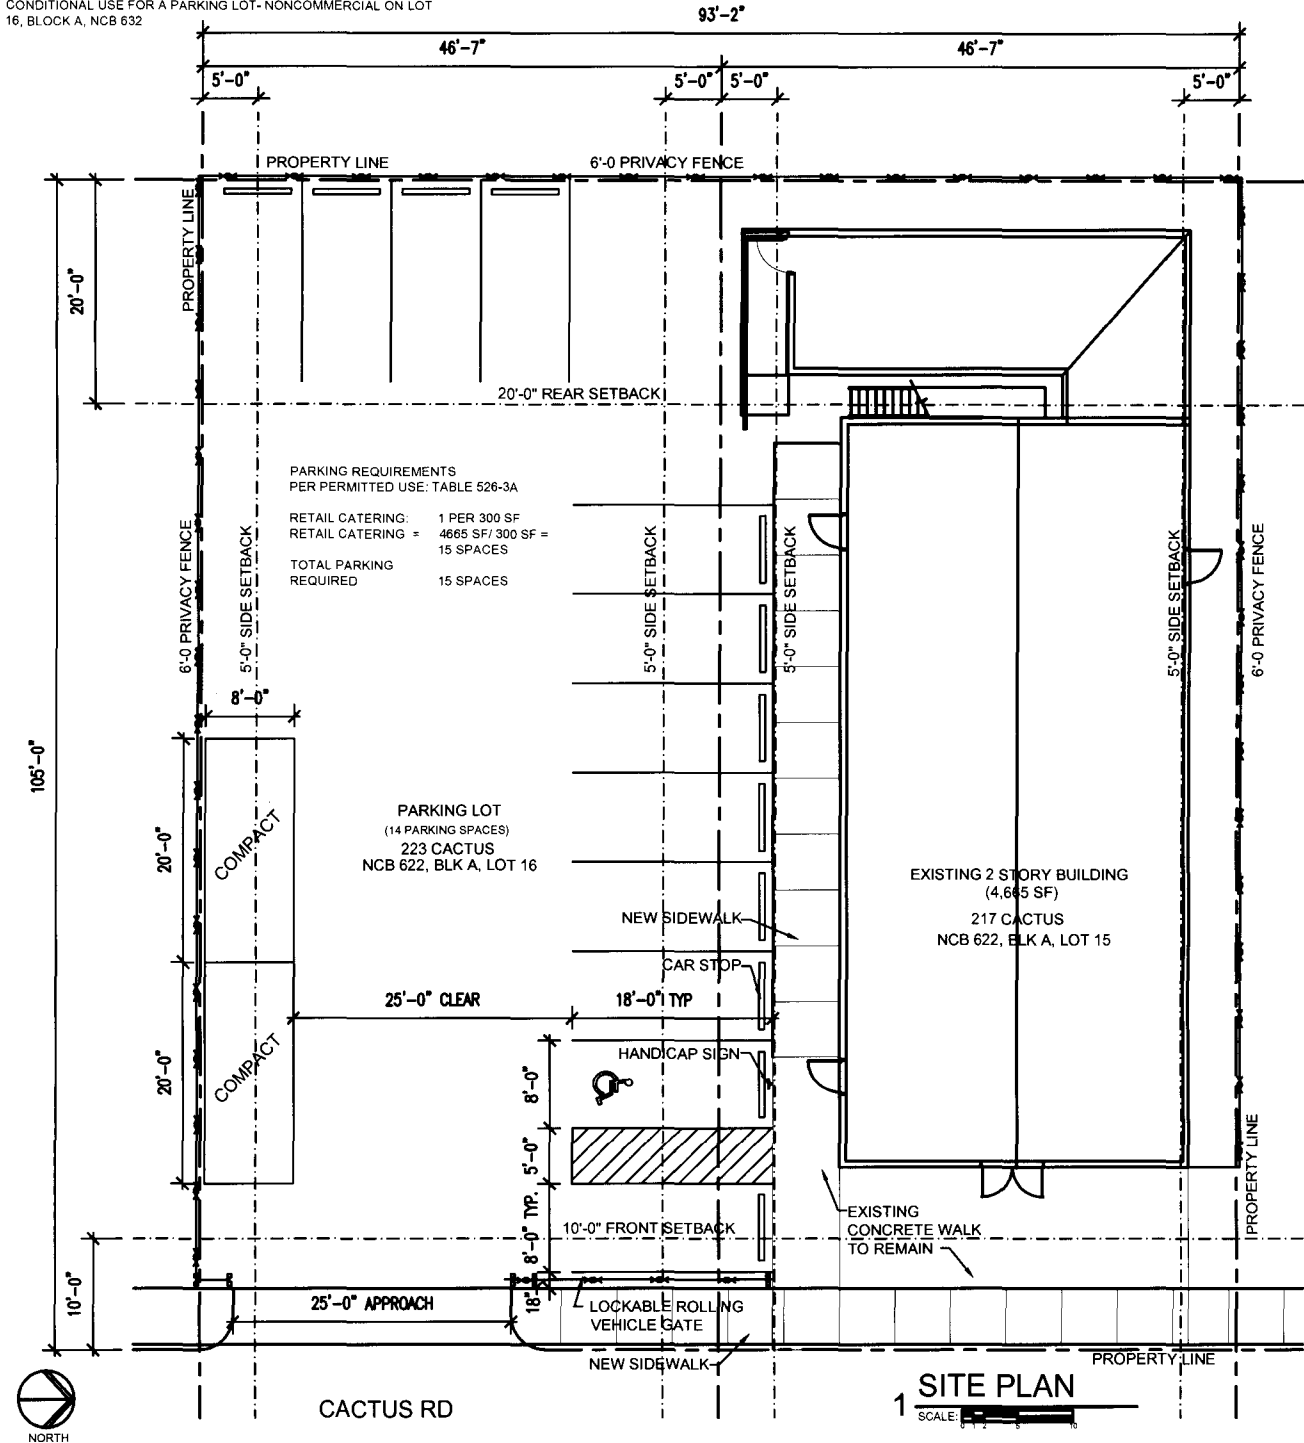 CONDITIONAL USE FOR A PARKING LOT- NONCOMMERCIAL ON LOT
16, BLOCK A, NCB 632
93'-2"
46'-7"
46'-7"
5'-0"
5'-0"
5'-0"
5'-0"
PROPERTY LINE
6'-0 PRIVACY FENCE
PROPERTY LINE
20'-0"
20'-0" REAR SETBACK
PARKING REQUIREMENTS
PER PERMITTED USE: TABLE 526-3A
RETAIL CATERING: 1 PER 300 SF
RETAIL CATERING = 4665 SF/ 300 SF =
15 SPACES
TOTAL PARKING
REQUIRED 15 SPACES
6'-0 PRIVACY FENCE
5'-0" SIDE SETBACK
5'-0" SIDE SETBACK
5'-0" SIDE SETBACK
5'-0" SIDE SETBACK
6'-0 PRIVACY FENCE
8'-0"
105'-0"
20'-0"
COMPACT
PARKING LOT
(14 PARKING SPACES)
223 CACTUS
NCB 622, BLK A, LOT 16
EXISTING 2 STORY BUILDING
(4,665 SF)
217 CACTUS
NCB 622, BLK A, LOT 15
NEW SIDEWALK
CAR STOP
25'-0" CLEAR
18'-0" TYP
HANDICAP SIGN
20'-0"
COMPACT
8'-0"
5'-0"
8'-0" TYP.
18"
10'-0" FRONT SETBACK
PROPERTY LINE
EXISTING
CONCRETE WALK
TO REMAIN
10'-0"
25'-0" APPROACH
LOCKABLE ROLLING
VEHICLE GATE
NEW SIDEWALK
PROPERTY LINE
NORTH
CACTUS RD
1 SITE PLAN
SCALE:
0 1 2 5 10